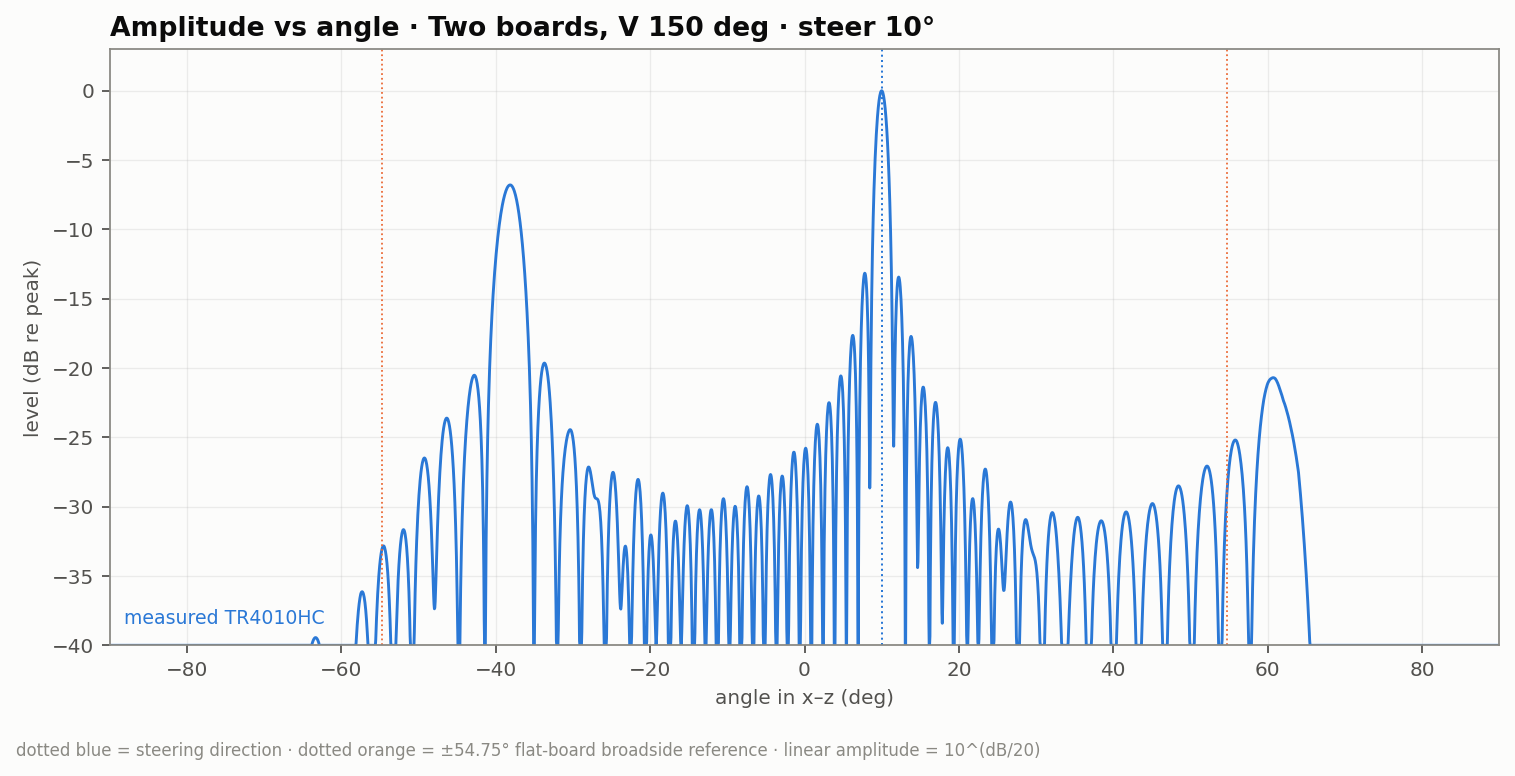 Amplitude vs angle · Two boards, V 150 deg · steer 10°
level (dB re peak)
0
−5
−10
−15
−20
−25
−30
−35
−40
measured TR4010HC
−80 −60 −40 −20 0 20 40 60 80
angle in x–z (deg)
dotted blue = steering direction · dotted orange = ±54.75° flat-board broadside reference · linear amplitude = 10^(dB/20)